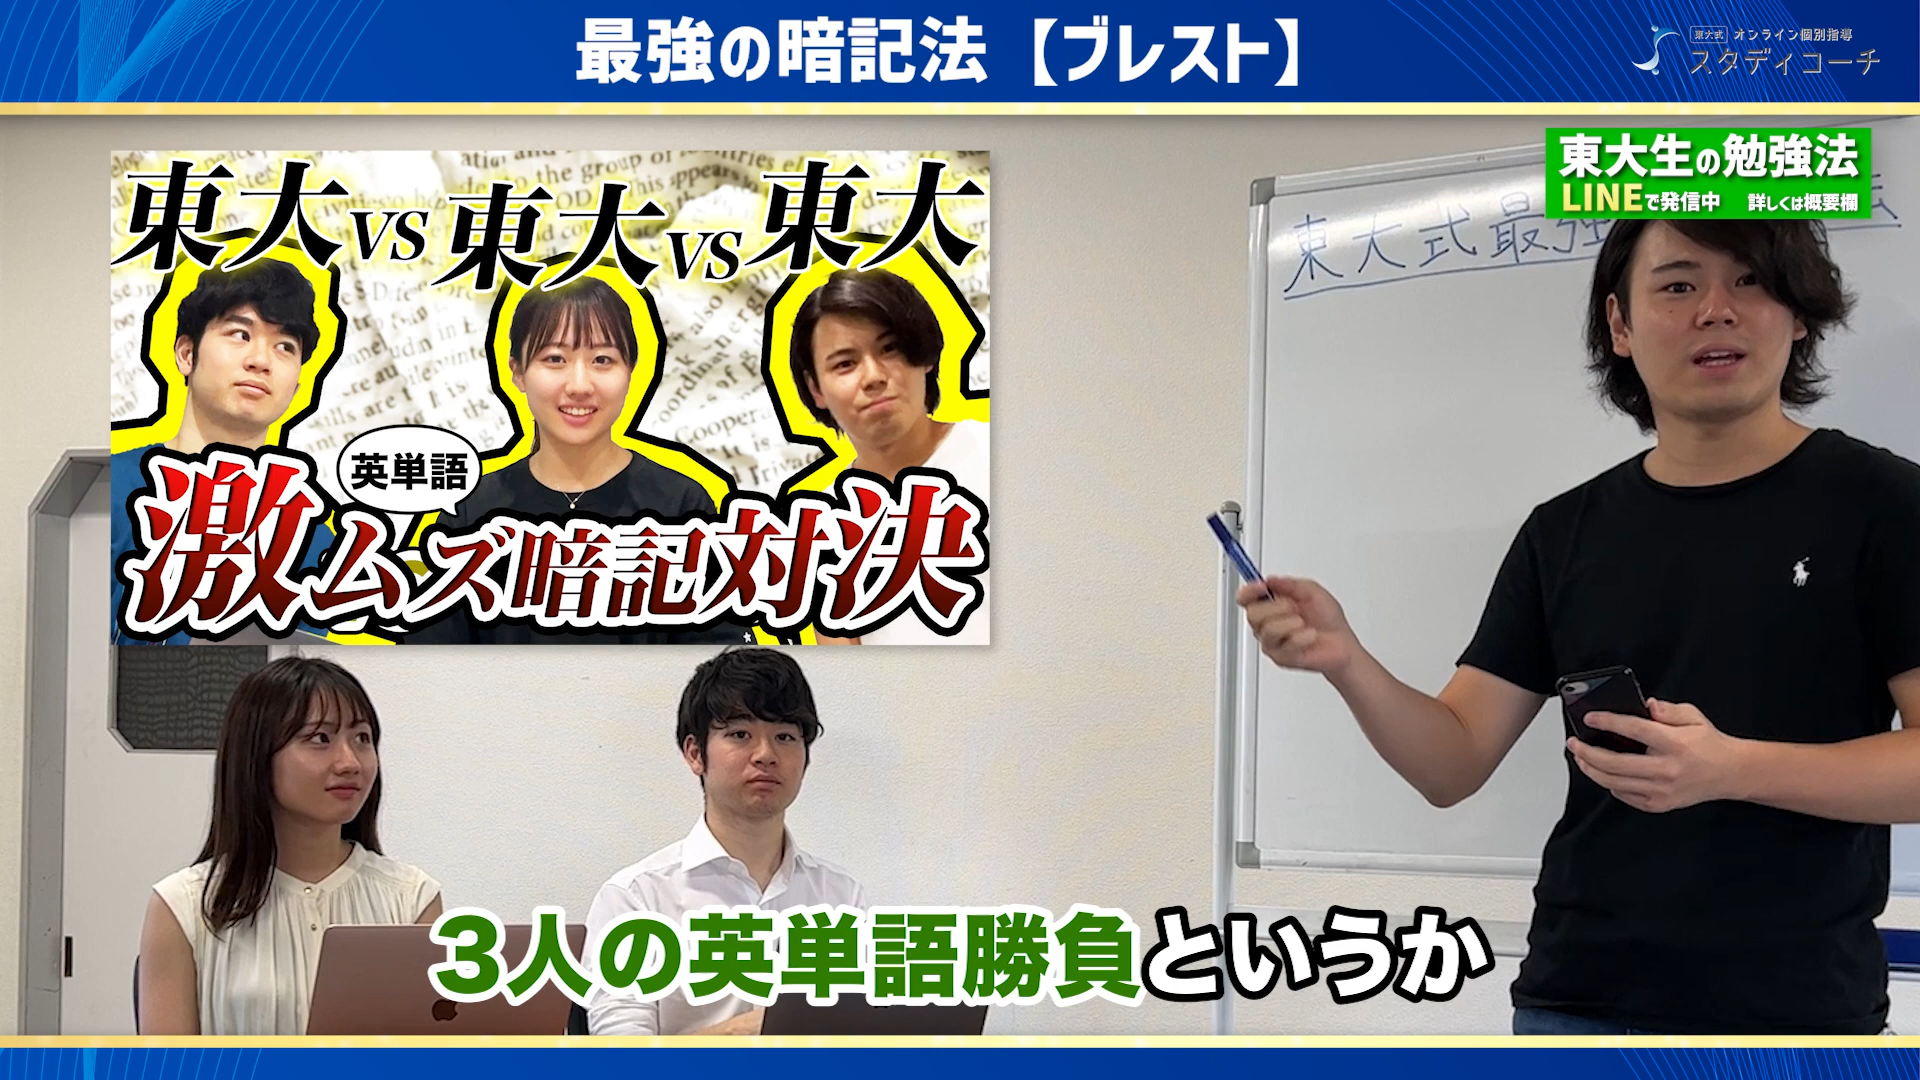 最強の暗記法【ブレスト】
東大式 オンライン個別指導
スタディコーチ
東大生の勉強法
LINEで発信中 詳しくは概要欄
東大vs東大vs東大
英単語
激ムズ暗記対決
東大式最強
3人の英単語勝負というか